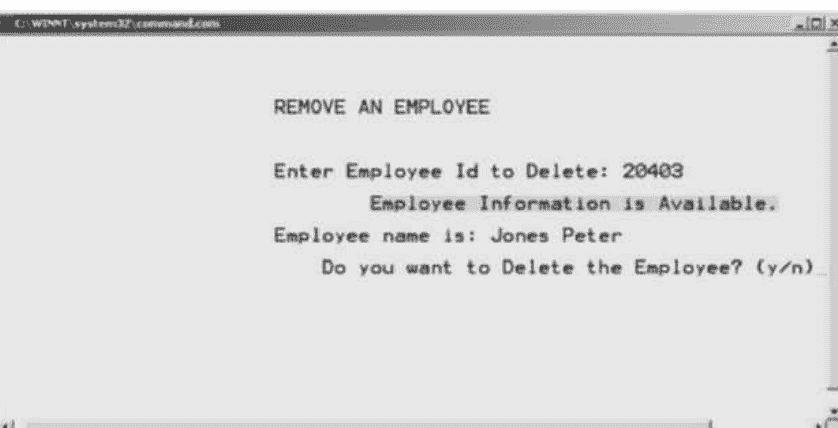 C:\WINNT\system32\command.com
REMOVE AN EMPLOYEE
Enter Employee Id to Delete: 20403
Employee Information is Available.
Employee name is: Jones Peter
Do you want to Delete the Employee? (y/n)_